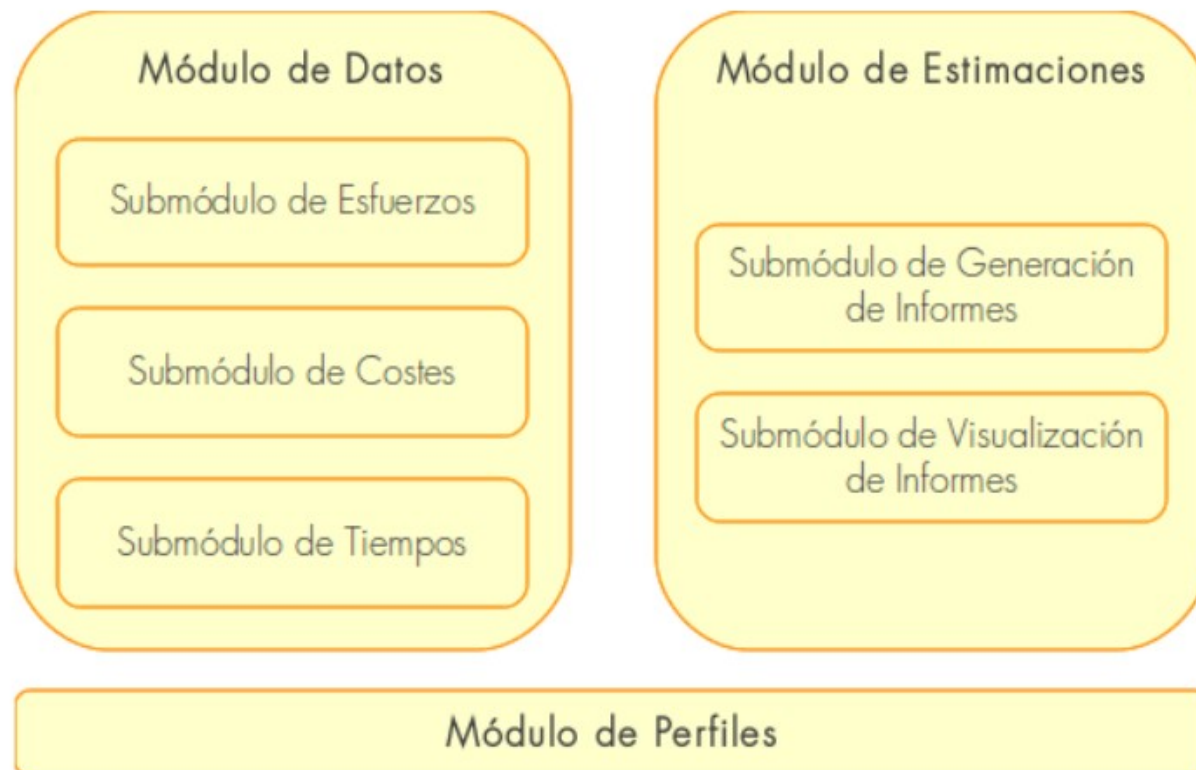 Módulo de Datos
Submódulo de Esfuerzos
Submódulo de Costes
Submódulo de Tiempos
Módulo de Estimaciones
Submódulo de Generación
de Informes
Submódulo de Visualización
de Informes
Módulo de Perfiles